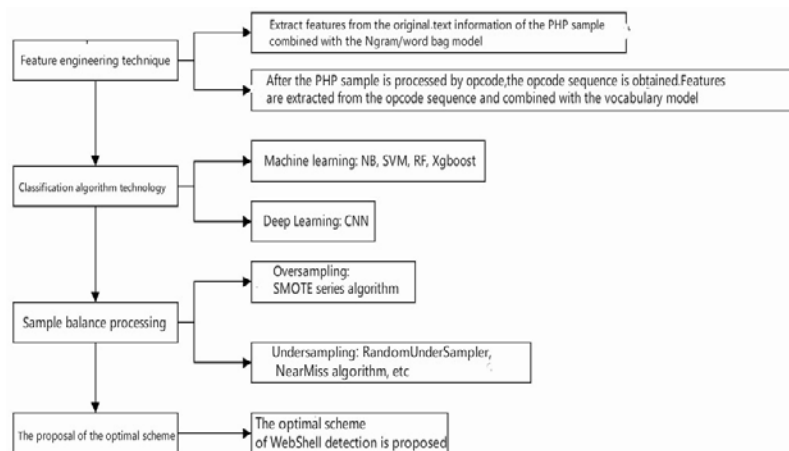 Extract features from the original.text information of the PHP sample
combined with the Ngram/word bag model
Feature engineering technique
After the PHP sample is processed by opcode,the opcode sequence is obtained.Features
are extracted from the opcode sequence and combined with the vocabulary model
Machine learning: NB, SVM, RF, Xgboost
Classification algorithm technology
Deep Learning: CNN
Oversampling:
SMOTE series algorithm
Sample balance processing
Undersampling: RandomUnderSampler,
NearMiss algorithm, etc
The proposal of the optimal scheme
The optimal scheme
of WebShell detection is proposed